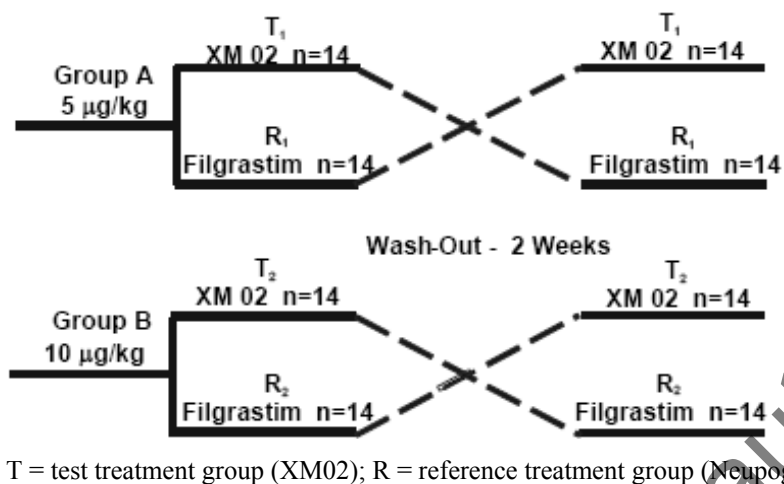 T₁ T₁
XM 02 n=14 XM 02 n=14
Group A
5 µg/kg
R₁ R₁
Filgrastim n=14 Filgrastim n=14
Wash-Out - 2 Weeks
T₂ T₂
XM 02 n=14 XM 02 n=14
Group B
10 µg/kg
R₂ R₂
Filgrastim n=14 Filgrastim n=14
T = test treatment group (XM02); R = reference treatment group